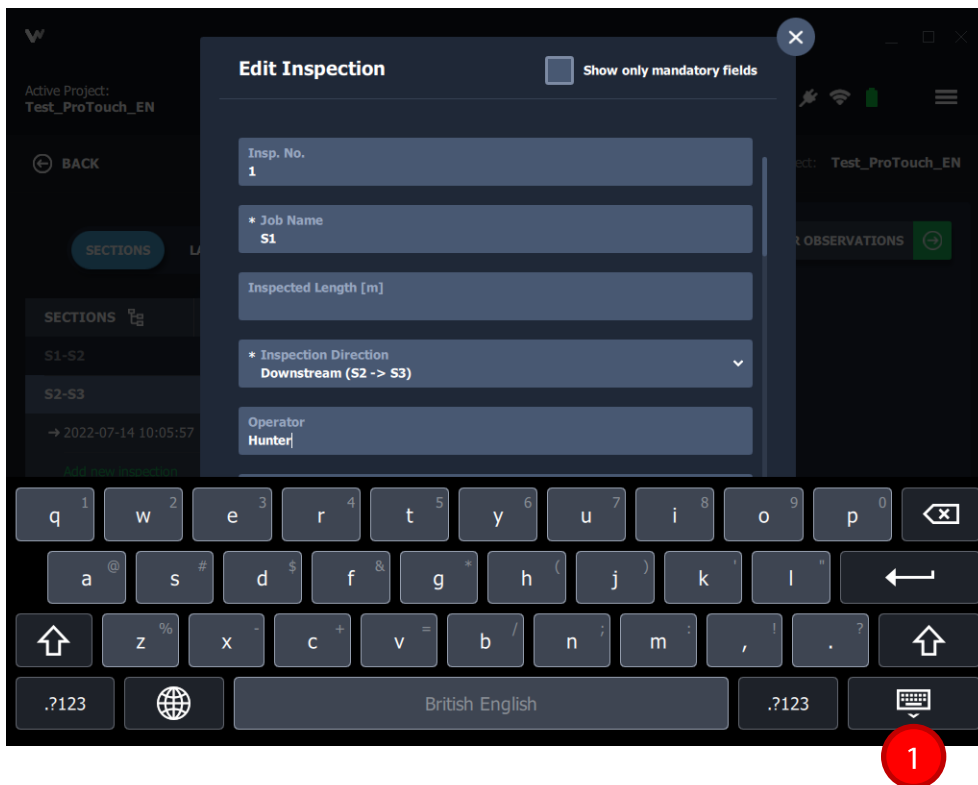 Edit Inspection
Show only mandatory fields
Active Project:
Test_ProTouch_EN
BACK
ect: Test_ProTouch_EN
Insp. No.
1
* Job Name
S1
SECTIONS
LA
R OBSERVATIONS
Inspected Length [m]
SECTIONS
S1-S2
* Inspection Direction
Downstream (S2 -> S3)
S2-S3
→ 2022-07-14 10:05:57
Operator
Hunter
Add new inspection
q 1 w 2 e 3 r 4 t 5 y 6 u 7 i 8 o 9 p 0
a @ s # d $ f & g * h ( j ) k ' l "
z % x - c + v = b / n ; m : , ! . ?
.?123 British English .?123
1